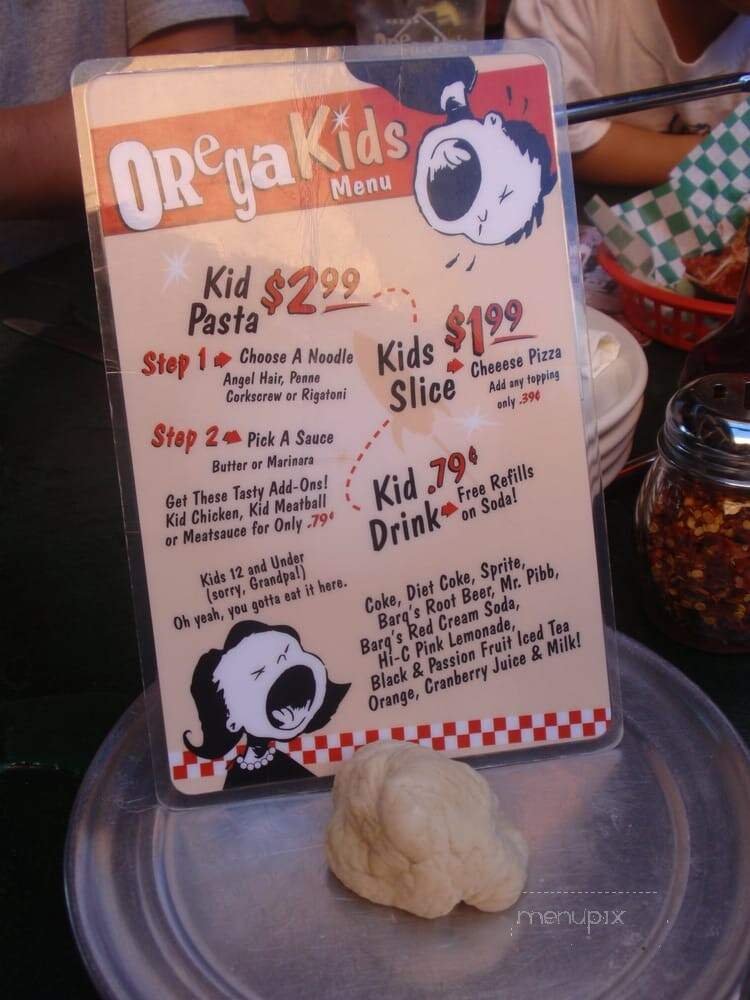 OregaKids
Menu
Kid $2.99
Pasta
Step 1 Choose A Noodle
Angel Hair, Penne
Corkscrew or Rigatoni
Step 2 Pick A Sauce
Butter or Marinara
Get These Tasty Add-Ons!
Kid Chicken, Kid Meatball
or Meatsauce for Only .79¢
Kids 12 and Under
(sorry, Grandpa!)
Oh yeah, you gotta eat it here.
Kids $1.99
Slice Cheeese Pizza
Add any topping
only .39¢
Kid .79¢
Drink Free Refills
on Soda!
Coke, Diet Coke, Sprite,
Barq's Root Beer, Mr. Pibb,
Barq's Red Cream Soda,
Hi-C Pink Lemonade,
Black & Passion Fruit Iced Tea
Orange, Cranberry Juice & Milk!
menupix